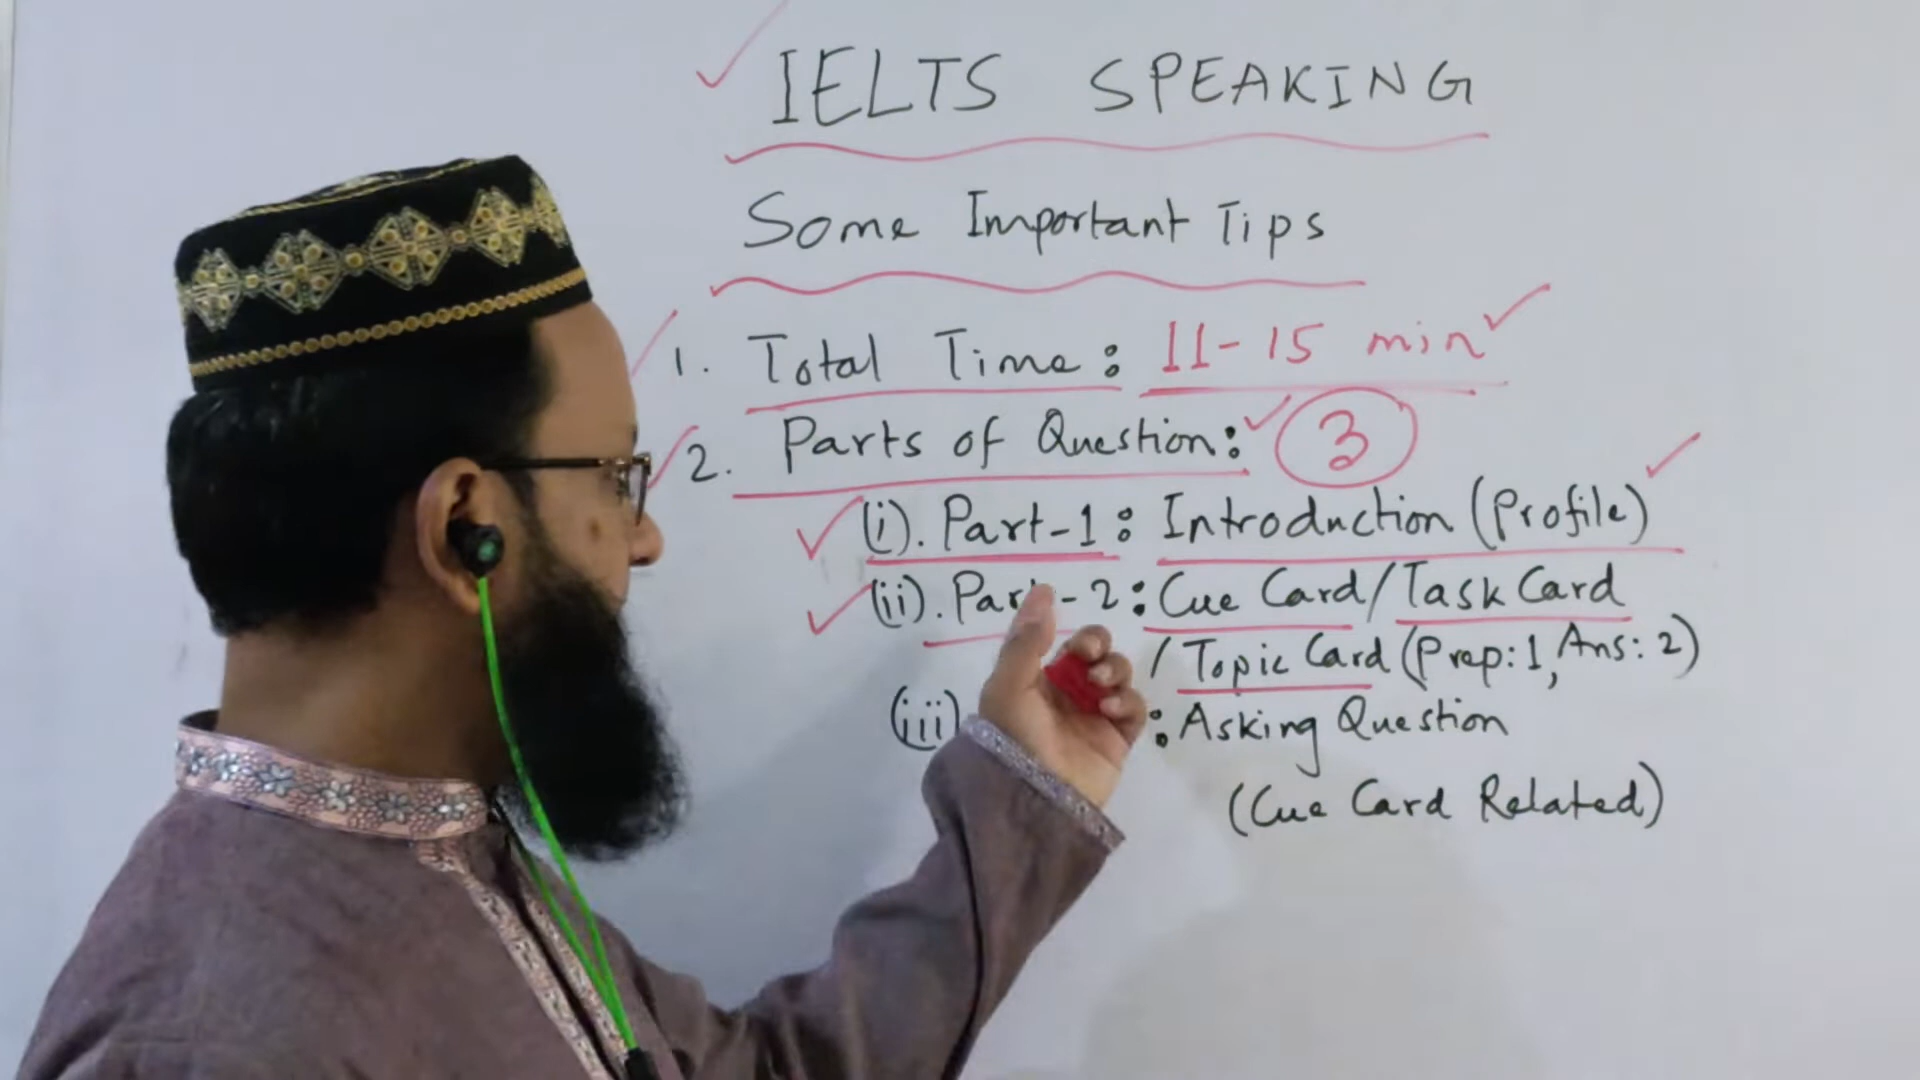 IELTS SPEAKING
Some Important Tips
1. Total Time: 11-15 min
2. Parts of Question: 3
(i). Part-1: Introduction (Profile)
(ii). Part-2: Cue Card/Task Card
/Topic Card (Prep:1, Ans: 2)
(iii) : Asking Question
(Cue Card Related)